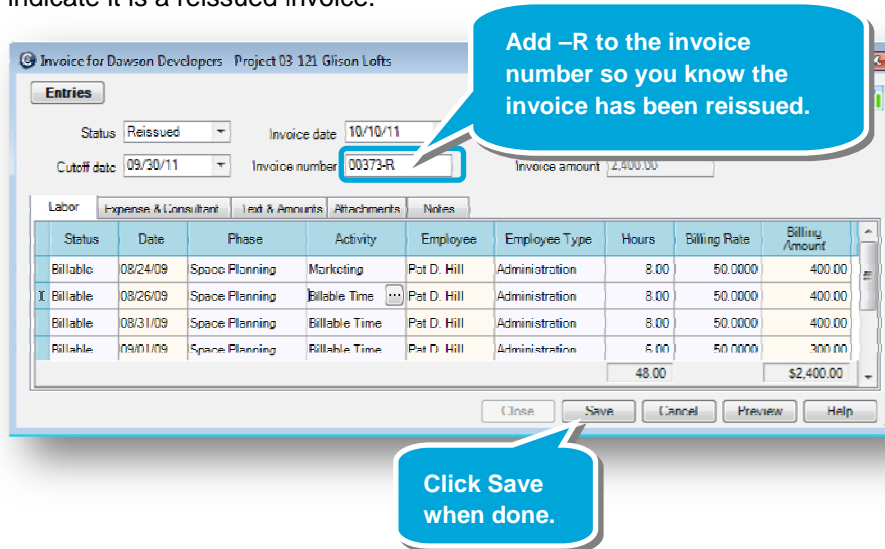 indicate it is a reissued invoice.
Add –R to the invoice
number so you know the
invoice has been reissued.
Invoice for Dawson Developers Project 03-121 Glison Lofts
Entries
Status Reissued Invoice date 10/10/11
Cutoff date 09/30/11 Invoice number 00373-R Invoice amount 2,400.00
Labor Expense & Consultant Text & Amounts Attachments Notes
Status Date Phase Activity Employee Employee Type Hours Billing Rate Billing Amount
Billable 08/24/09 Space Planning Marketing Pat D. Hill Administration 8.00 50.0000 400.00
Billable 08/26/09 Space Planning Billable Time ... Pat D. Hill Administration 8.00 50.0000 400.00
Billable 08/31/09 Space Planning Billable Time Pat D. Hill Administration 8.00 50.0000 400.00
Billable 09/01/09 Space Planning Billable Time Pat D. Hill Administration 6.00 50.0000 300.00
48.00 $2,400.00
Close Save Cancel Preview Help
Click Save
when done.